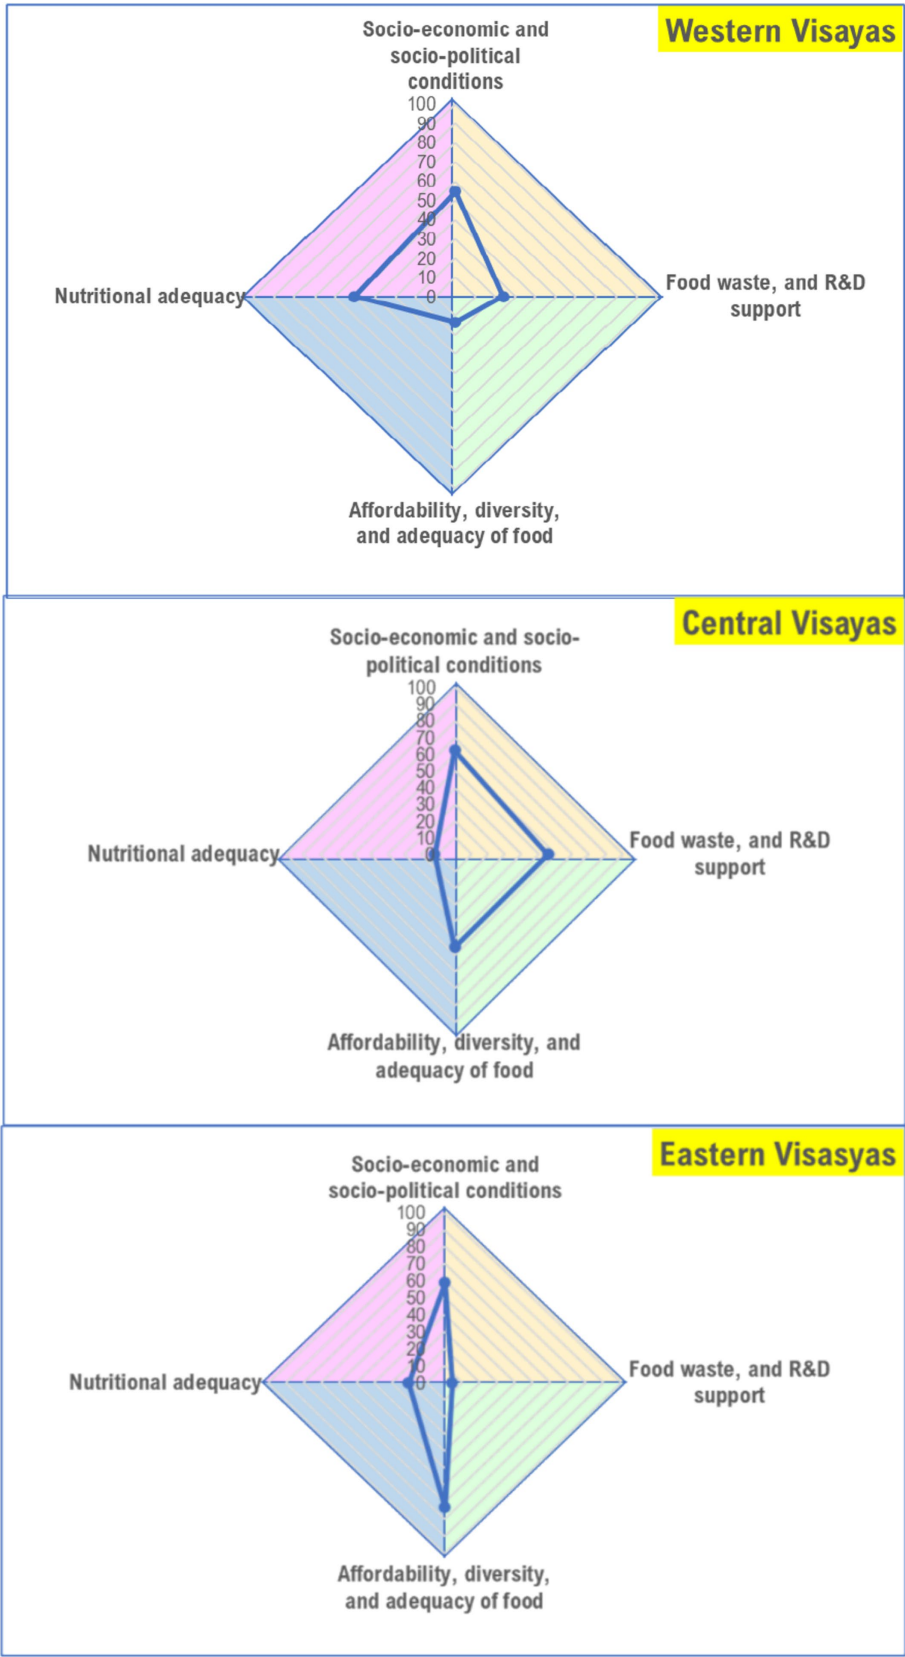 Western Visayas
Socio-economic and
socio-political
conditions
100
90
80
70
60
50
40
30
20
10
0
Nutritional adequacy
Food waste, and R&D
support
Affordability, diversity,
and adequacy of food
Central Visayas
Socio-economic and socio-
political conditions
100
90
80
70
60
50
40
30
20
10
0
Nutritional adequacy
Food waste, and R&D
support
Affordability, diversity, and
adequacy of food
Eastern Visasyas
Socio-economic and
socio-political conditions
100
90
80
70
60
50
40
30
20
10
0
Nutritional adequacy
Food waste, and R&D
support
Affordability, diversity,
and adequacy of food